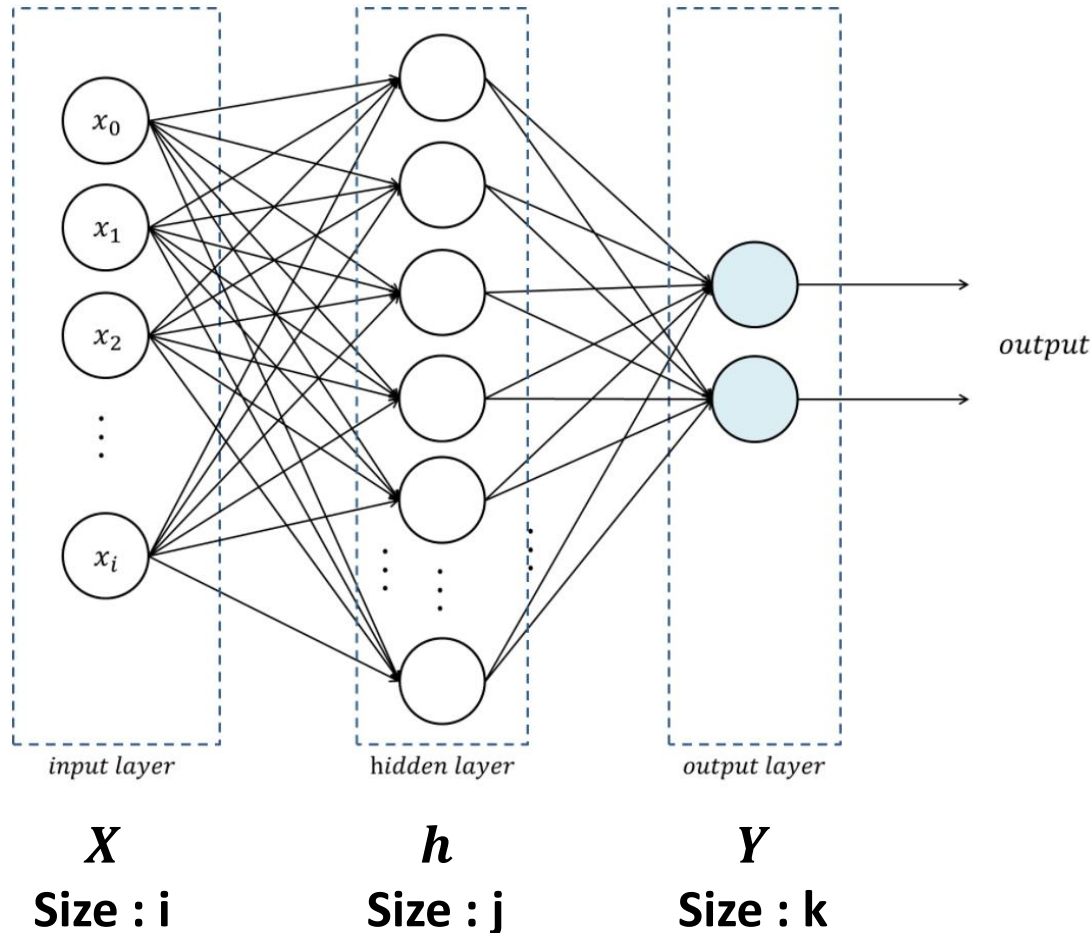 x₀
x₁
x₂
⋮
xᵢ
⋮
⋮
⋮
output
input layer
hidden layer
output layer
X
h
Y
Size : i
Size : j
Size : k